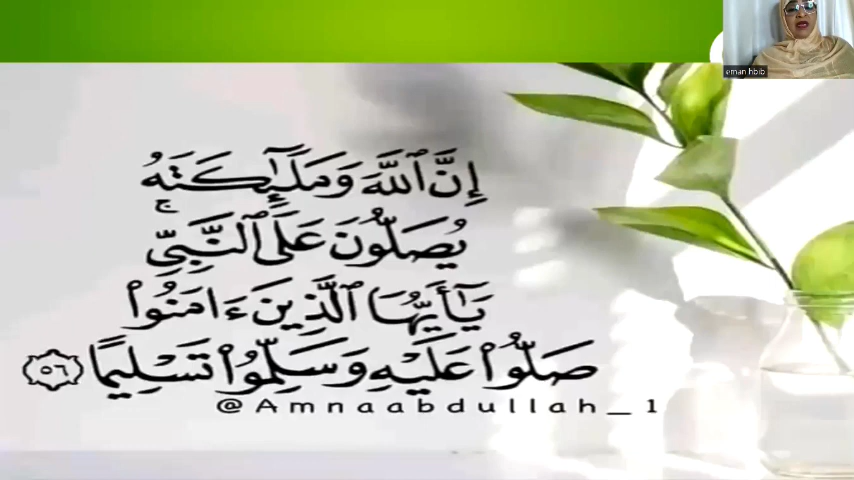 eman hbib
إِنَّ ٱللَّهَ وَمَلَٰٓئِكَتَهُۥ
يُصَلُّونَ عَلَى ٱلنَّبِىِّ ۚ
يَٰٓأَيُّهَا ٱلَّذِينَ ءَامَنُوا۟
صَلُّوا۟ عَلَيْهِ وَسَلِّمُوا۟ تَسْلِيمًا ٥٦
@Amnaabdullah_1